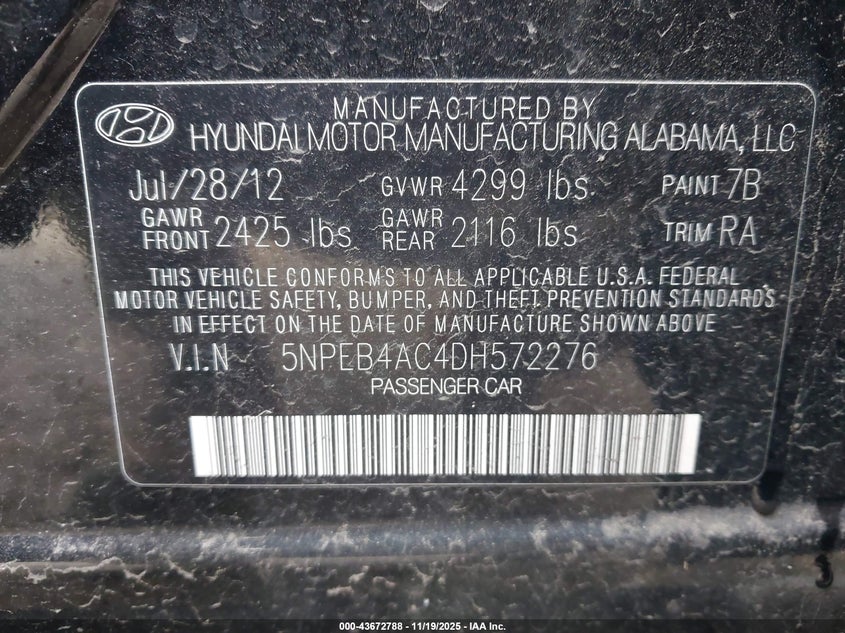 MANUFACTURED BY
HYUNDAI MOTOR MANUFACTURING ALABAMA, LLC
Jul/28/12 GVWR 4299 lbs. PAINT 7B
GAWR FRONT 2425 lbs GAWR REAR 2116 lbs TRIM RA
THIS VEHICLE CONFORMS TO ALL APPLICABLE U.S.A. FEDERAL
MOTOR VEHICLE SAFETY, BUMPER, AND THEFT PREVENTION STANDARDS
IN EFFECT ON THE DATE OF MANUFACTURE SHOWN ABOVE
V.I.N 5NPEB4AC4DH572276
PASSENGER CAR
000-43672788 - 11/19/2025 - IAA Inc.